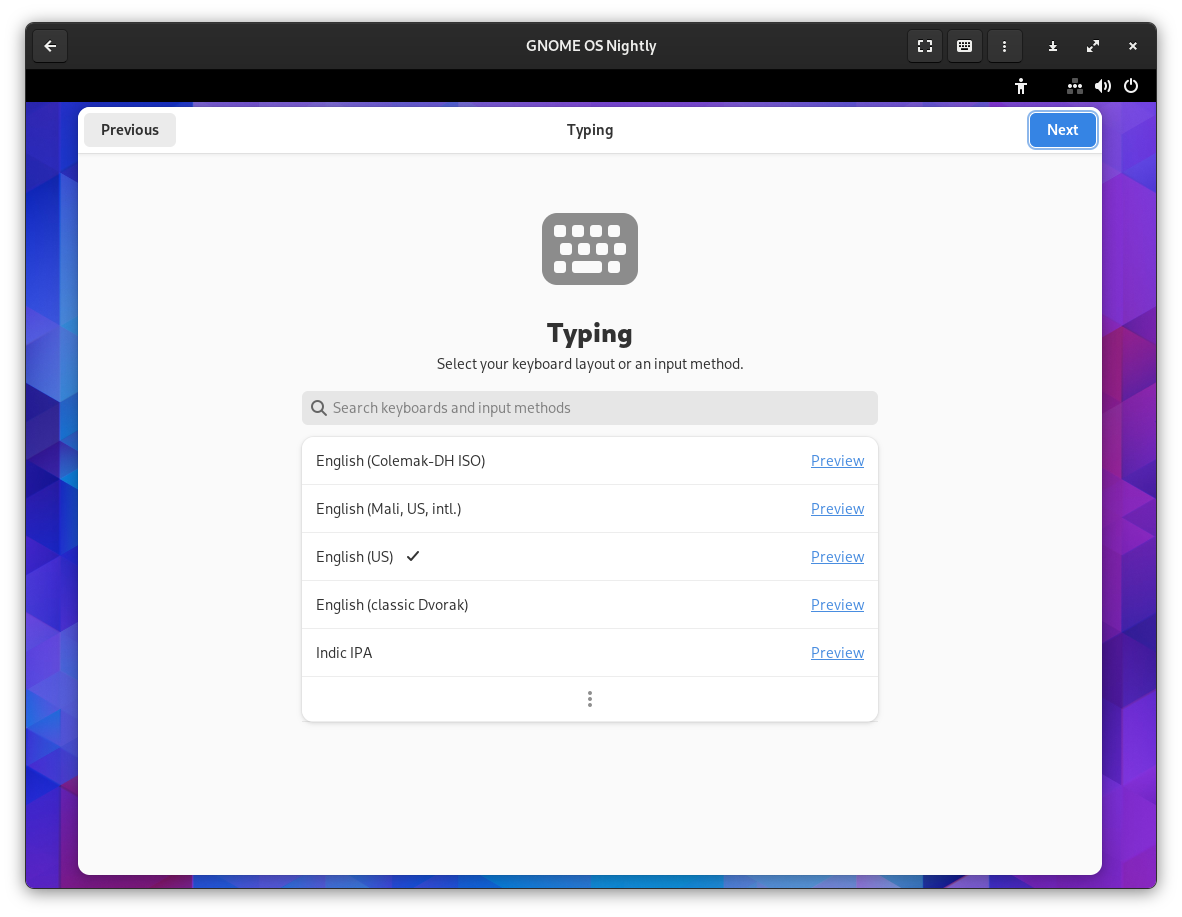 GNOME OS Nightly
Previous
Typing
Next
Typing
Select your keyboard layout or an input method.
Search keyboards and input methods
English (Colemak-DH ISO) Preview
English (Mali, US, intl.) Preview
English (US) Preview
English (classic Dvorak) Preview
Indic IPA Preview